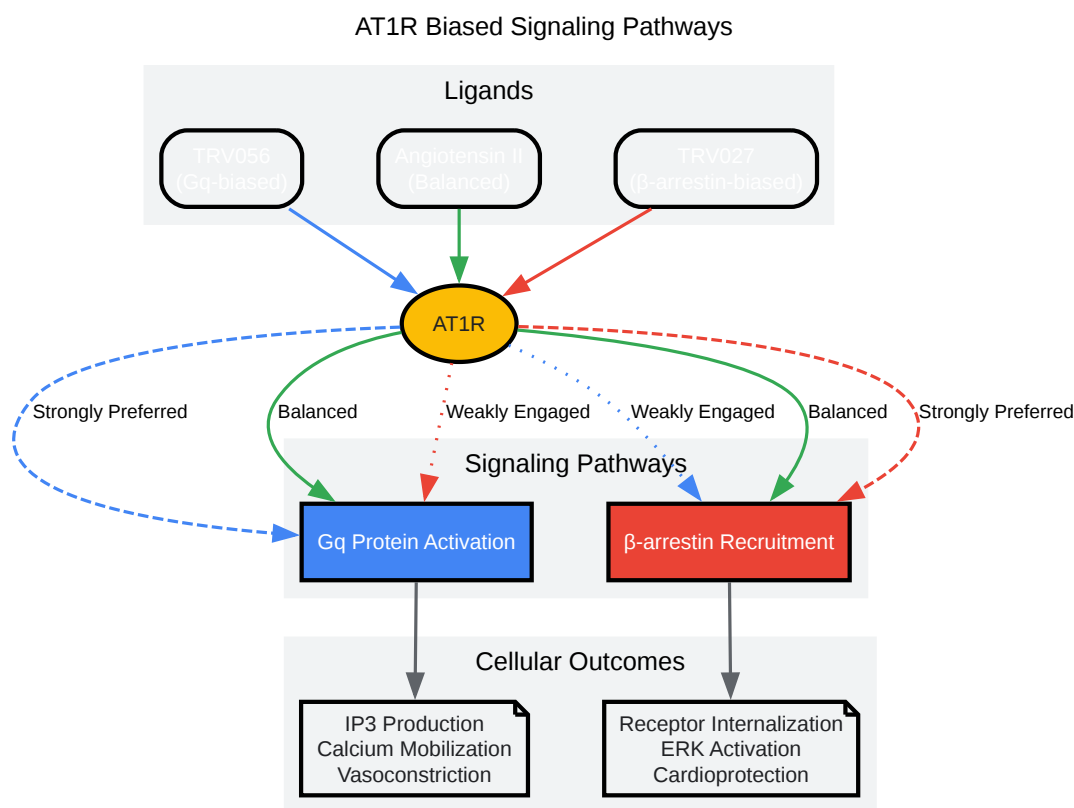 AT1R Biased Signaling Pathways
Ligands
TRV056
(Gq-biased)
Angiotensin II
(Balanced)
TRV027
(β-arrestin-biased)
AT1R
Strongly Preferred
Balanced
Weakly Engaged
Weakly Engaged
Balanced
Strongly Preferred
Signaling Pathways
Gq Protein Activation
β-arrestin Recruitment
Cellular Outcomes
IP3 Production
Calcium Mobilization
Vasoconstriction
Receptor Internalization
ERK Activation
Cardioprotection